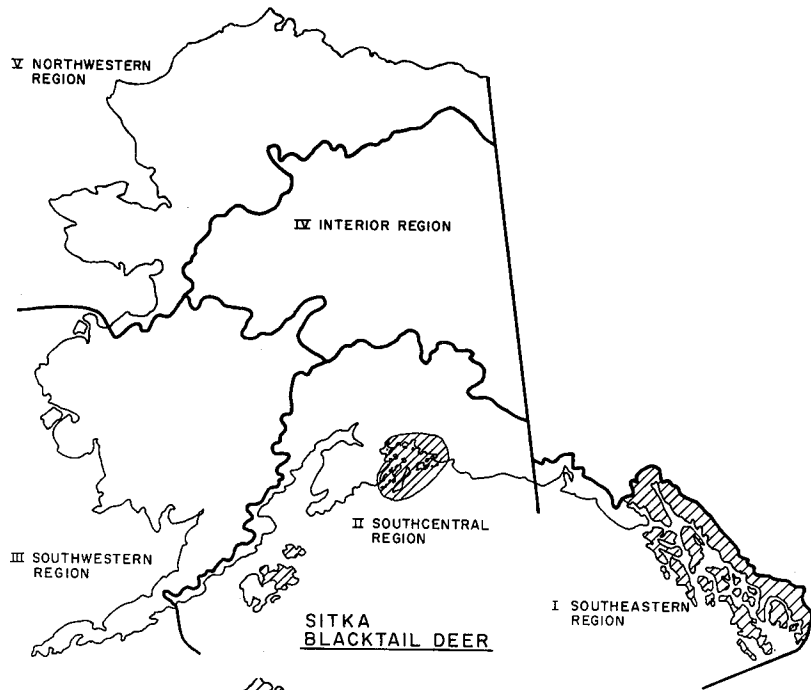 V NORTHWESTERN
REGION
IV INTERIOR REGION
II SOUTHCENTRAL
REGION
III SOUTHWESTERN
REGION
I SOUTHEASTERN
REGION
SITKA
BLACKTAIL DEER